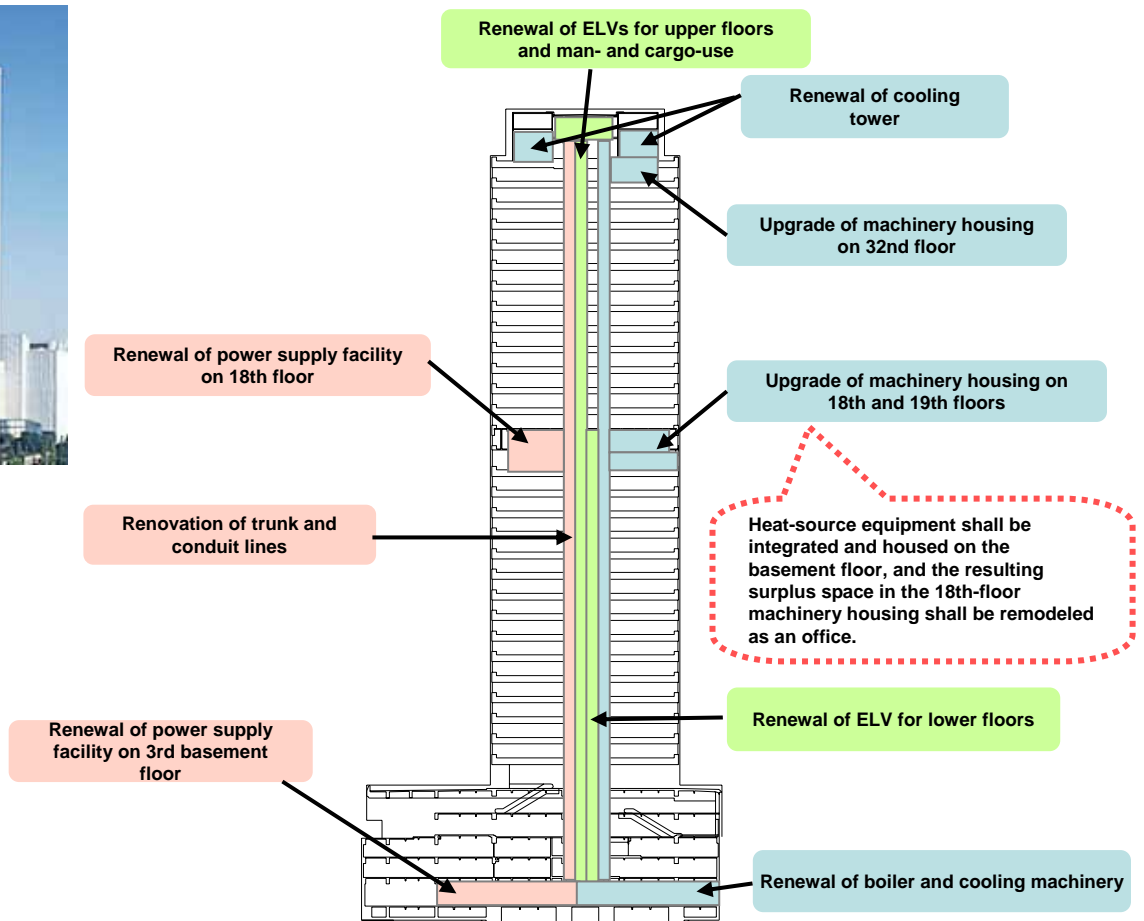 Renewal of ELVs for upper floors
and man- and cargo-use
Renewal of cooling
tower
Upgrade of machinery housing
on 32nd floor
Renewal of power supply facility
on 18th floor
Upgrade of machinery housing on
18th and 19th floors
Renovation of trunk and
conduit lines
Heat-source equipment shall be
integrated and housed on the
basement floor, and the resulting
surplus space in the 18th-floor
machinery housing shall be remodeled
as an office.
Renewal of ELV for lower floors
Renewal of power supply
facility on 3rd basement
floor
Renewal of boiler and cooling machinery